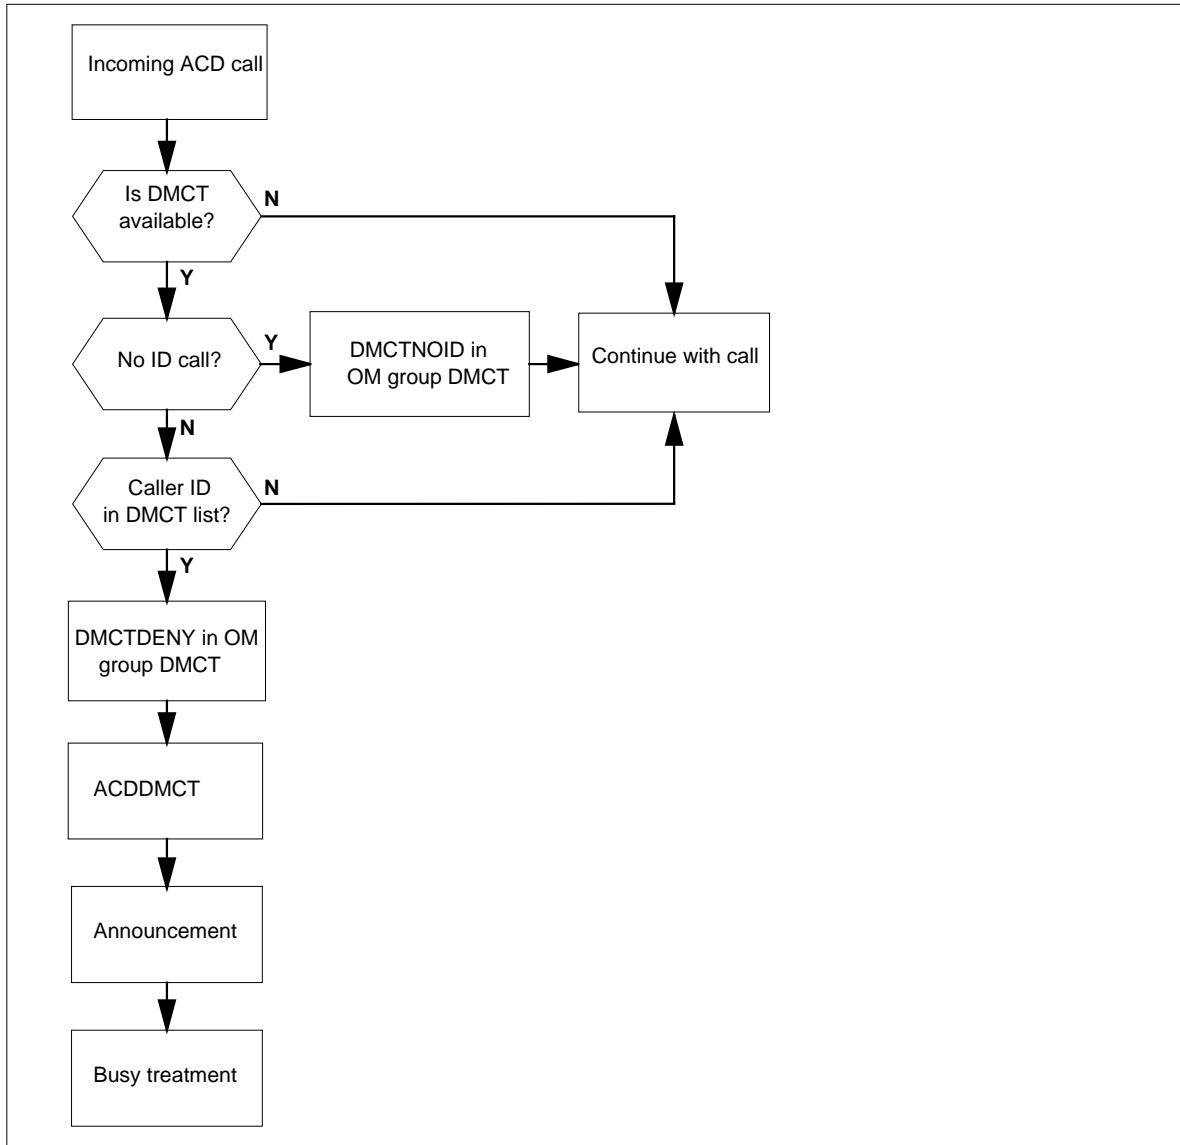 Incoming ACD call
Is DMCT
available?
N
Y
No ID call?
Y
DMCTNOID in
OM group DMCT
Continue with call
N
Caller ID
in DMCT list?
N
Y
DMCTDENY in OM
group DMCT
ACDDMCT
Announcement
Busy treatment